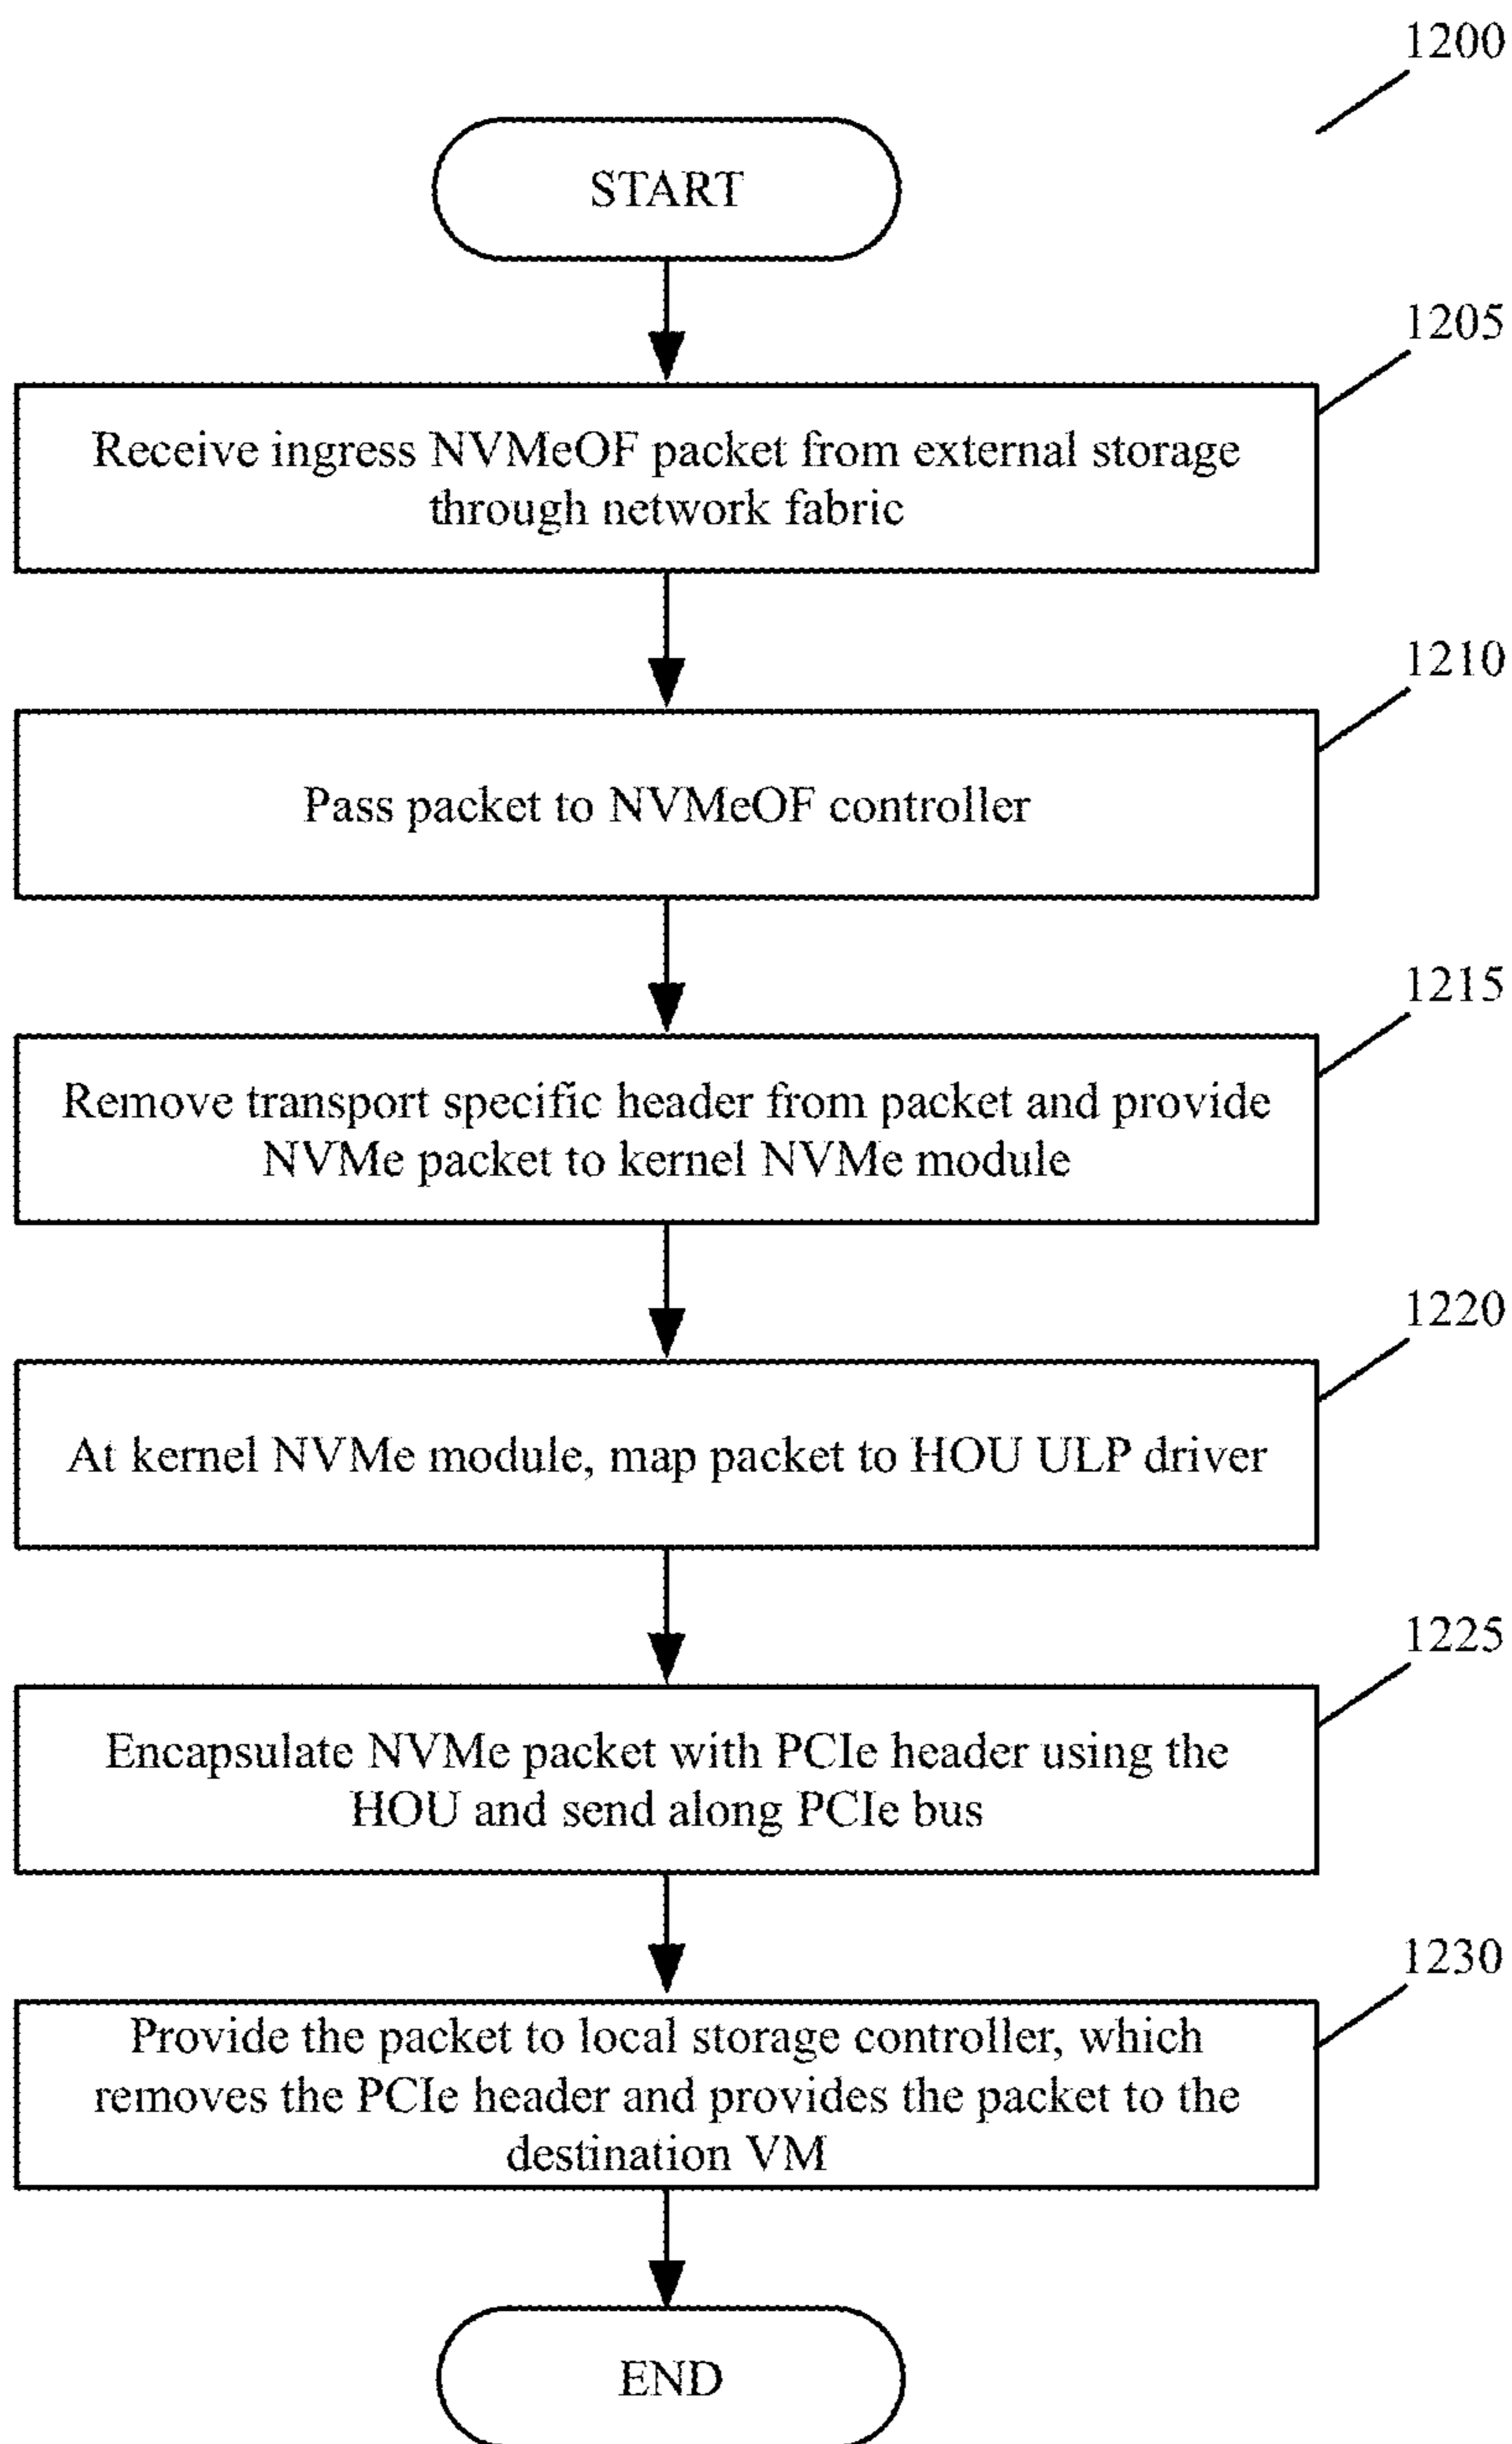 1200
START
1205
Receive ingress NVMeOF packet from external storage
through network fabric
1210
Pass packet to NVMeOF controller
1215
Remove transport specific header from packet and provide
NVMe packet to kernel NVMe module
1220
At kernel NVMe module, map packet to HOU ULP driver
1225
Encapsulate NVMe packet with PCIe header using the
HOU and send along PCIe bus
1230
Provide the packet to local storage controller, which
removes the PCIe header and provides the packet to the
destination VM
END